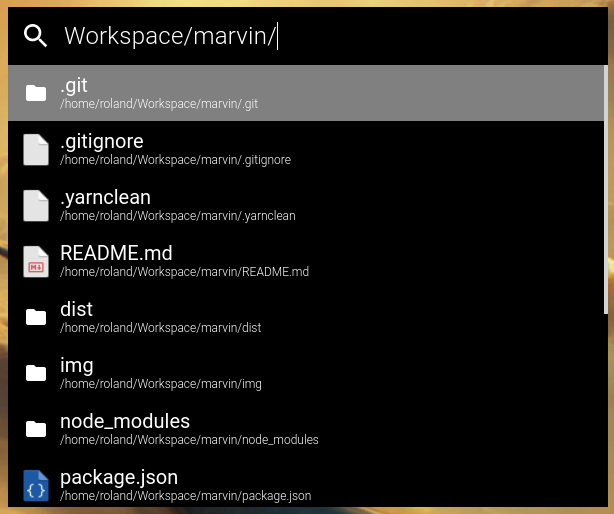 Workspace/marvin/
.git
/home/roland/Workspace/marvin/.git
.gitignore
/home/roland/Workspace/marvin/.gitignore
.yarnclean
/home/roland/Workspace/marvin/.yarnclean
README.md
/home/roland/Workspace/marvin/README.md
dist
/home/roland/Workspace/marvin/dist
img
/home/roland/Workspace/marvin/img
node_modules
/home/roland/Workspace/marvin/node_modules
package.json
/home/roland/Workspace/marvin/package.json